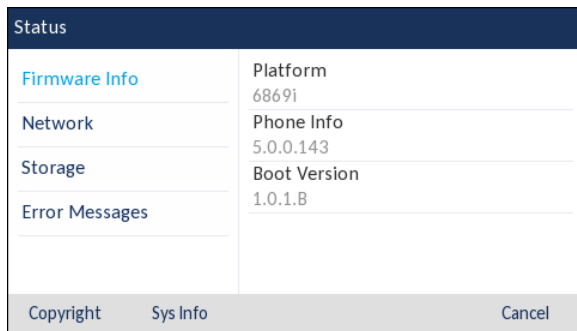 Status
Firmware Info
Network
Storage
Error Messages
Platform
6869i
Phone Info
5.0.0.143
Boot Version
1.0.1.B
Copyright
Sys Info
Cancel